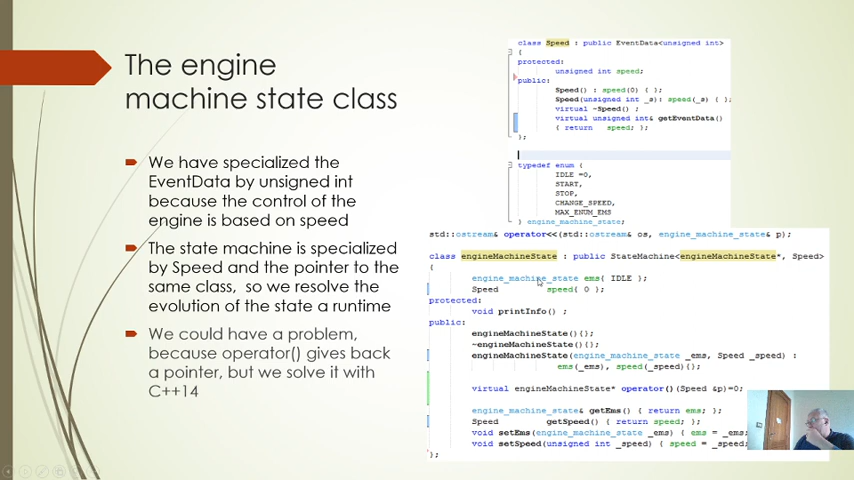 The engine
machine state class
We have specialized the
EventData by unsigned int
because the control of the
engine is based on speed
The state machine is specialized
by Speed and the pointer to the
same class, so we resolve the
evolution of the state a runtime
We could have a problem,
because operator() gives back
a pointer, but we solve it with
C++14
class Speed : public EventData<unsigned int>
{
protected:
unsigned int speed;
public:
Speed() : speed(0) { };
Speed(unsigned int _s): speed(_s) { };
virtual ~Speed() ;
virtual unsigned int& getEventData()
{ return speed; };
};
typedef enum {
IDLE =0,
START,
STOP,
CHANGE_SPEED,
MAX_ENUM_EMS
} engine_machine_state;
std::ostream& operator<<(std::ostream& os, engine_machine_state& p);
class engineMachineState : public StateMachine<engineMachineState*, Speed>
{
engine_machine_state ems{ IDLE };
Speed speed{ 0 };
protected:
void printInfo() ;
public:
engineMachineState(){};
~engineMachineState(){};
engineMachineState(engine_machine_state _ems, Speed _speed) :
ems(_ems), speed(_speed){};
virtual engineMachineState* operator()(Speed &p)=0;
engine_machine_state& getEms() { return ems; };
Speed getSpeed() { return speed; };
void setEms(engine_machine_state _ems) { ems = _ems;
void setSpeed(unsigned int _speed) { speed = _speed;
};